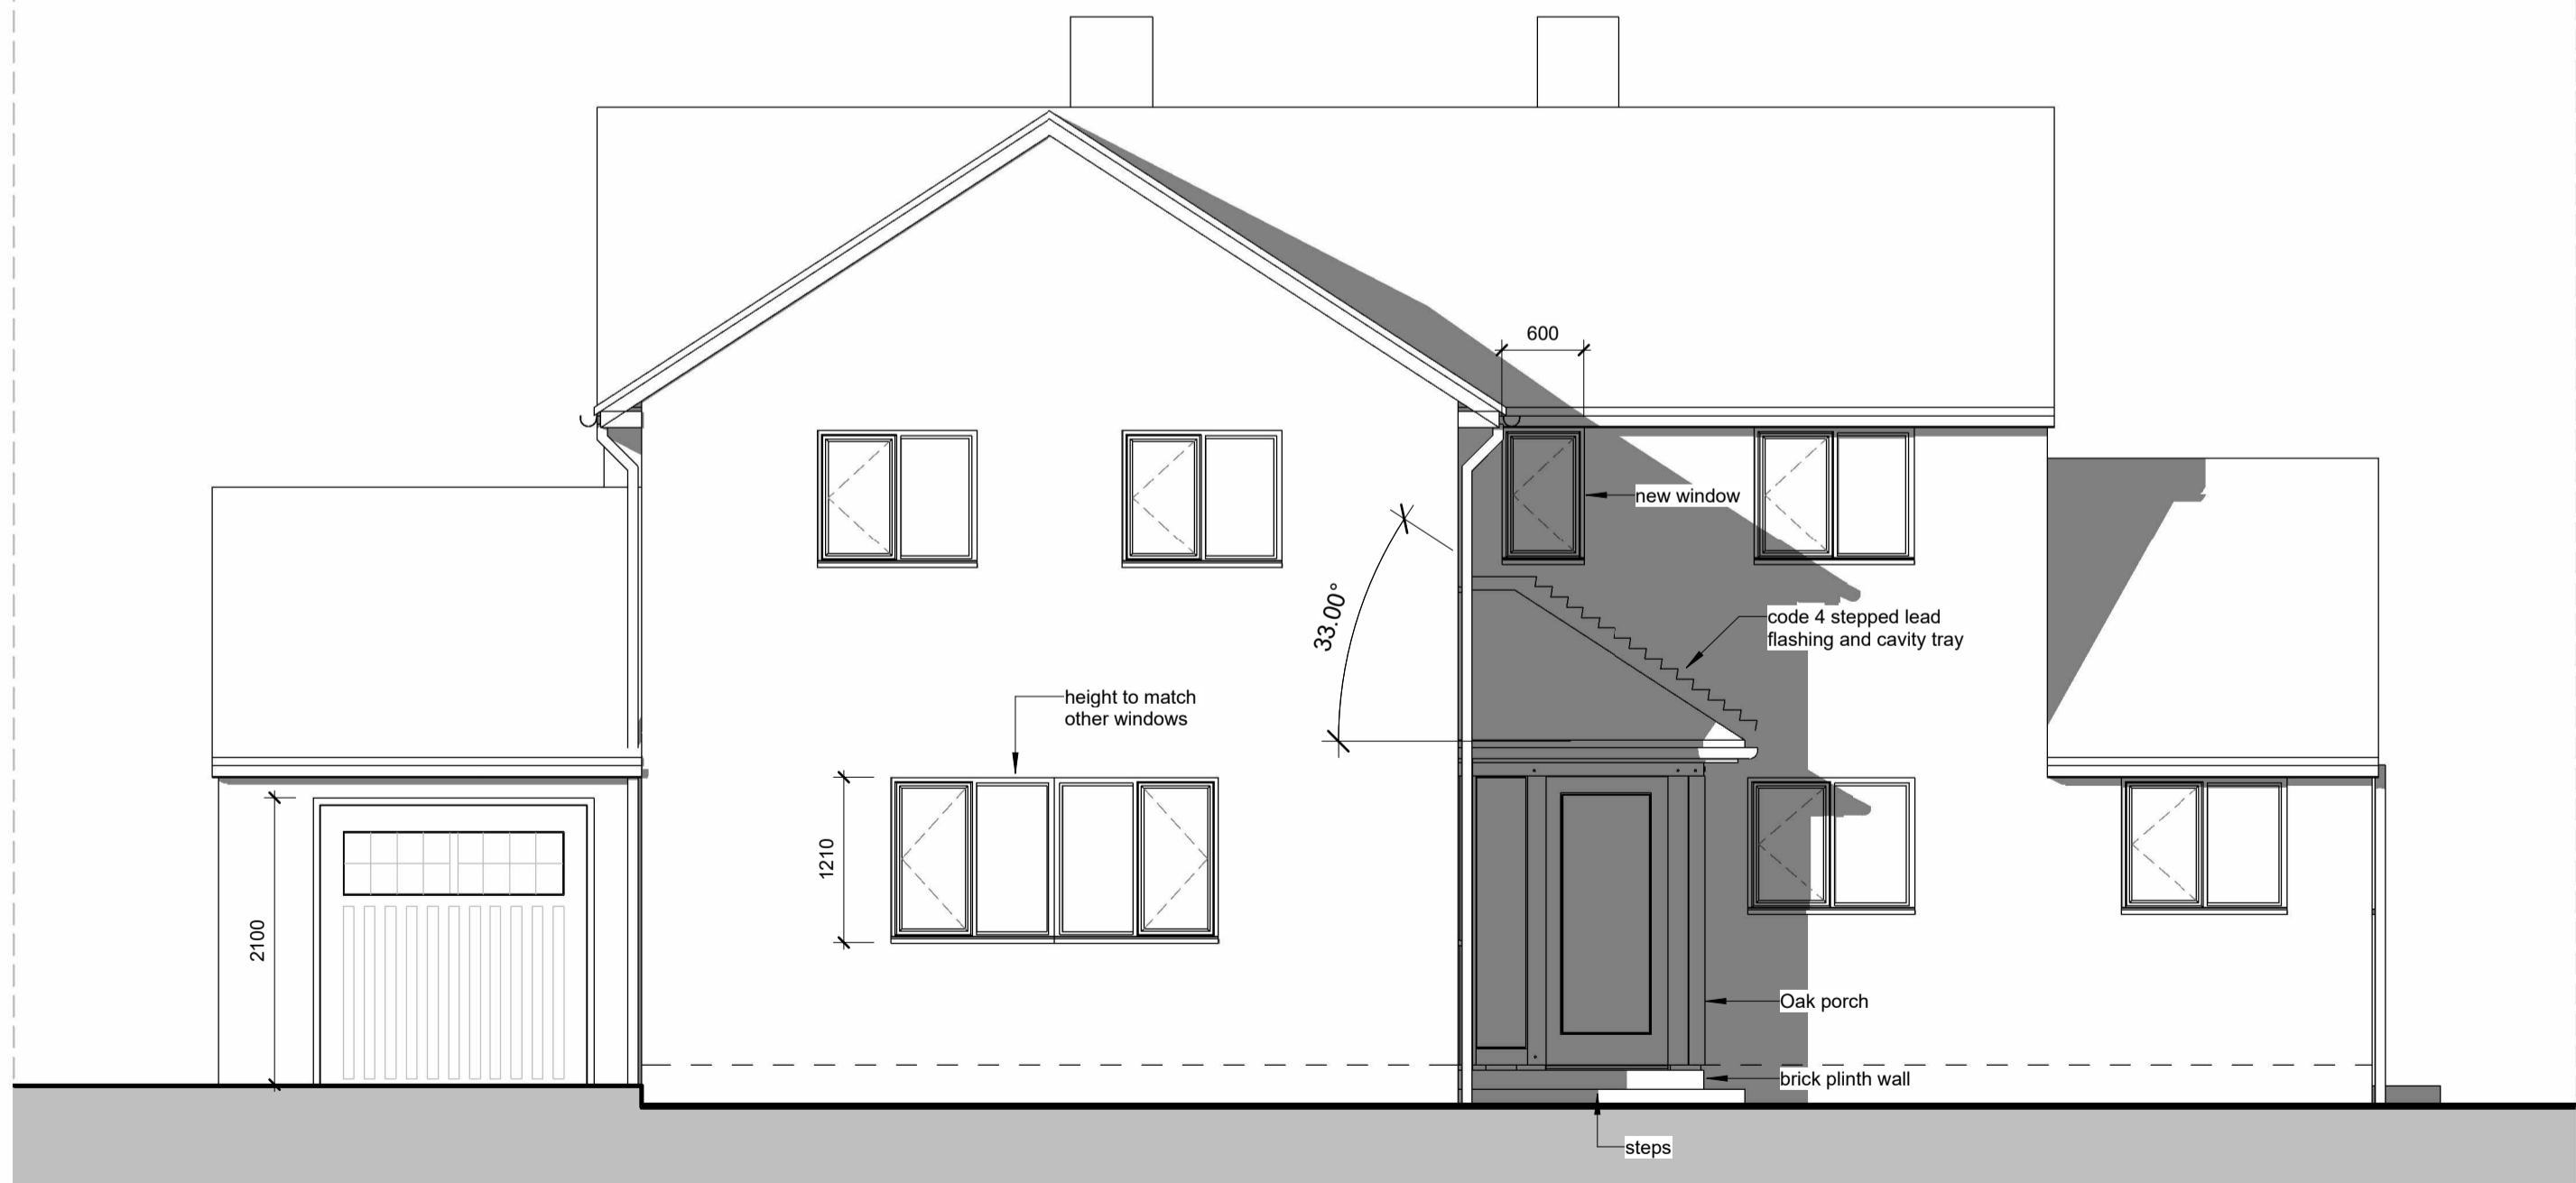 600
new window
33.00°
code 4 stepped lead
flashing and cavity tray
height to match
other windows
1210
2100
Oak porch
brick plinth wall
steps